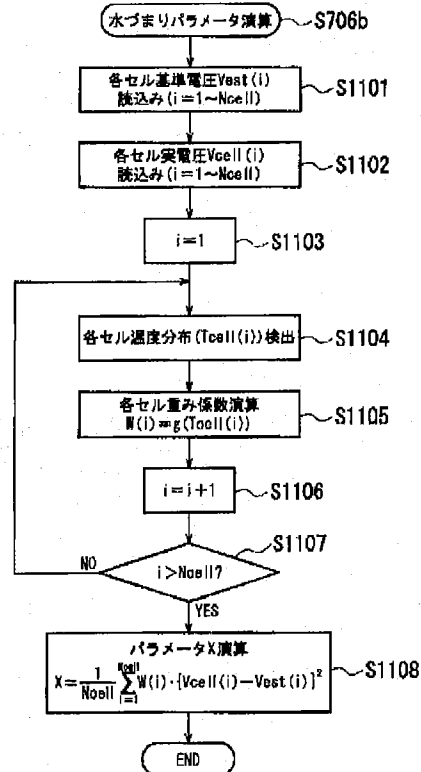 水づまりパラメータ演算
S706b
各セル基準電圧Vest(i)
読込み(i=1~Ncell)
S1101
各セル実電圧Vcell(i)
読込み(i=1~Ncell)
S1102
i=1
S1103
各セル温度分布(Tcell(i))検出
S1104
各セル重み係数演算
W(i)=g(Tcell(i))
S1105
i=i+1
S1106
S1107
i>Ncell?
NO
YES
パラメータX演算
X=1/Ncell Ncell∑i=1 W(i)·{Vcell(i)-Vest(i)}²
S1108
END